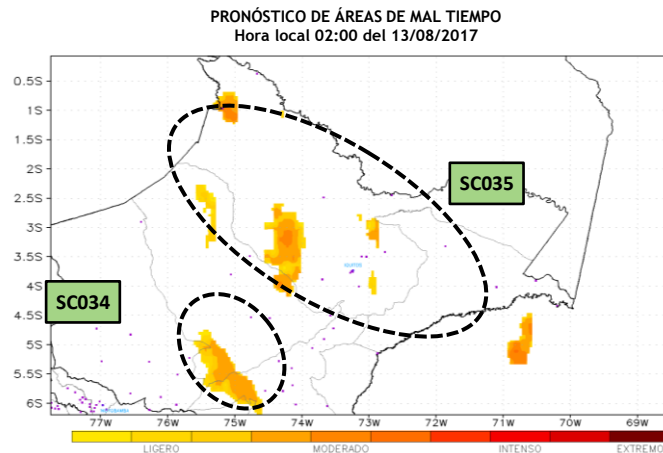 PRONÓSTICO DE ÁREAS DE MAL TIEMPO
Hora local 02:00 del 13/08/2017
0.5S
1S
1.5S
2S
2.5S
3S
3.5S
4S
4.5S
5S
5.5S
6S
SC035
SC034
IQUITOS
77W 76W 75W 74W 73W 72W 71W 70W 69W
LIGERO MODERADO INTENSO EXTREMO